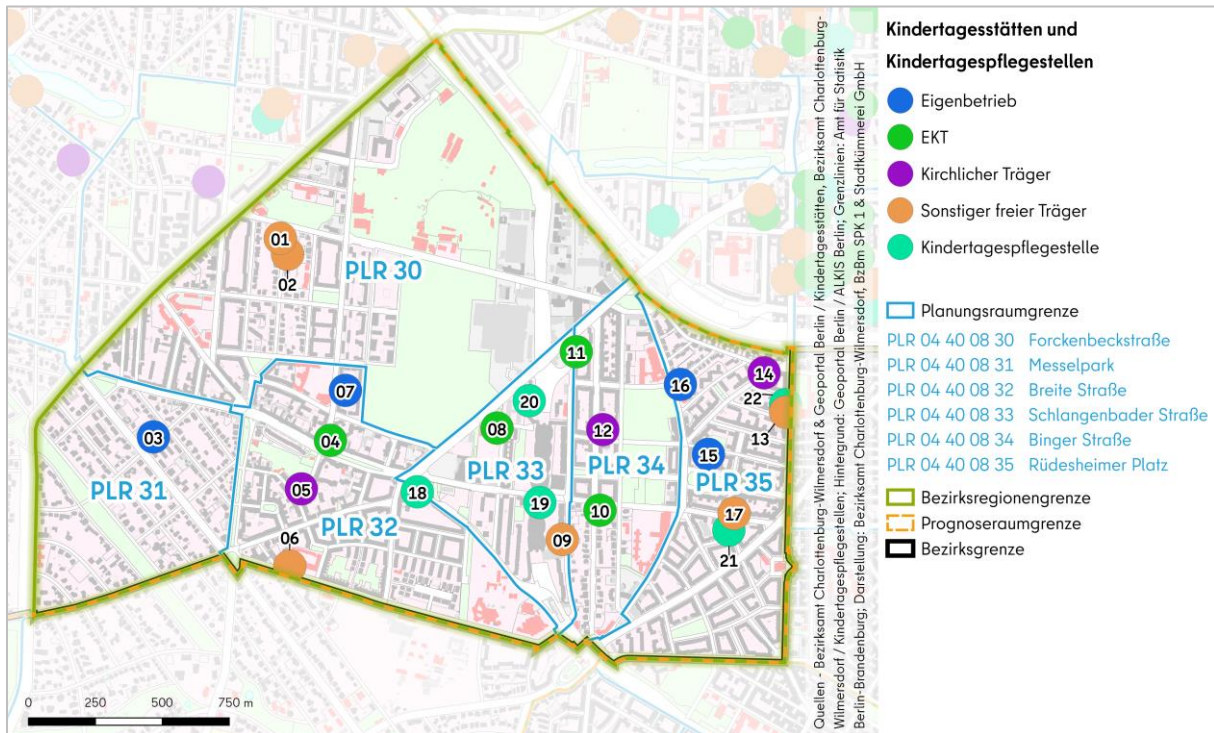 01
02
PLR 30
07
03
PLR 31
04
05
06
PLR 32
18
11
20
08
PLR 33
19
09
12
PLR 34
10
16
14
22
13
15
PLR 35
17
21
0 250 500 750 m
Quellen - Bezirksamt Charlottenburg-Wilmersdorf & Geoportal Berlin / Kindertagesstätten, Bezirksamt Charlottenburg-
Wilmersdorf / Kindertagespflegestellen; Hintergrund: Geoportal Berlin / ALKIS Berlin; Grenzlinien: Amt für Statistik
Berlin-Brandenburg; Darstellung: Bezirksamt Charlottenburg-Wilmersdorf, BzBm SPK 1 & Stadtkümmerei GmbH
Kindertagesstätten und
Kindertagespflegestellen
Eigenbetrieb
EKT
Kirchlicher Träger
Sonstiger freier Träger
Kindertagespflegestelle
Planungsraumgrenze
PLR 04 40 08 30 Forckenbeckstraße
PLR 04 40 08 31 Messelpark
PLR 04 40 08 32 Breite Straße
PLR 04 40 08 33 Schlangenbader Straße
PLR 04 40 08 34 Binger Straße
PLR 04 40 08 35 Rüdesheimer Platz
Bezirksregionengrenze
Prognoseraumgrenze
Bezirksgrenze